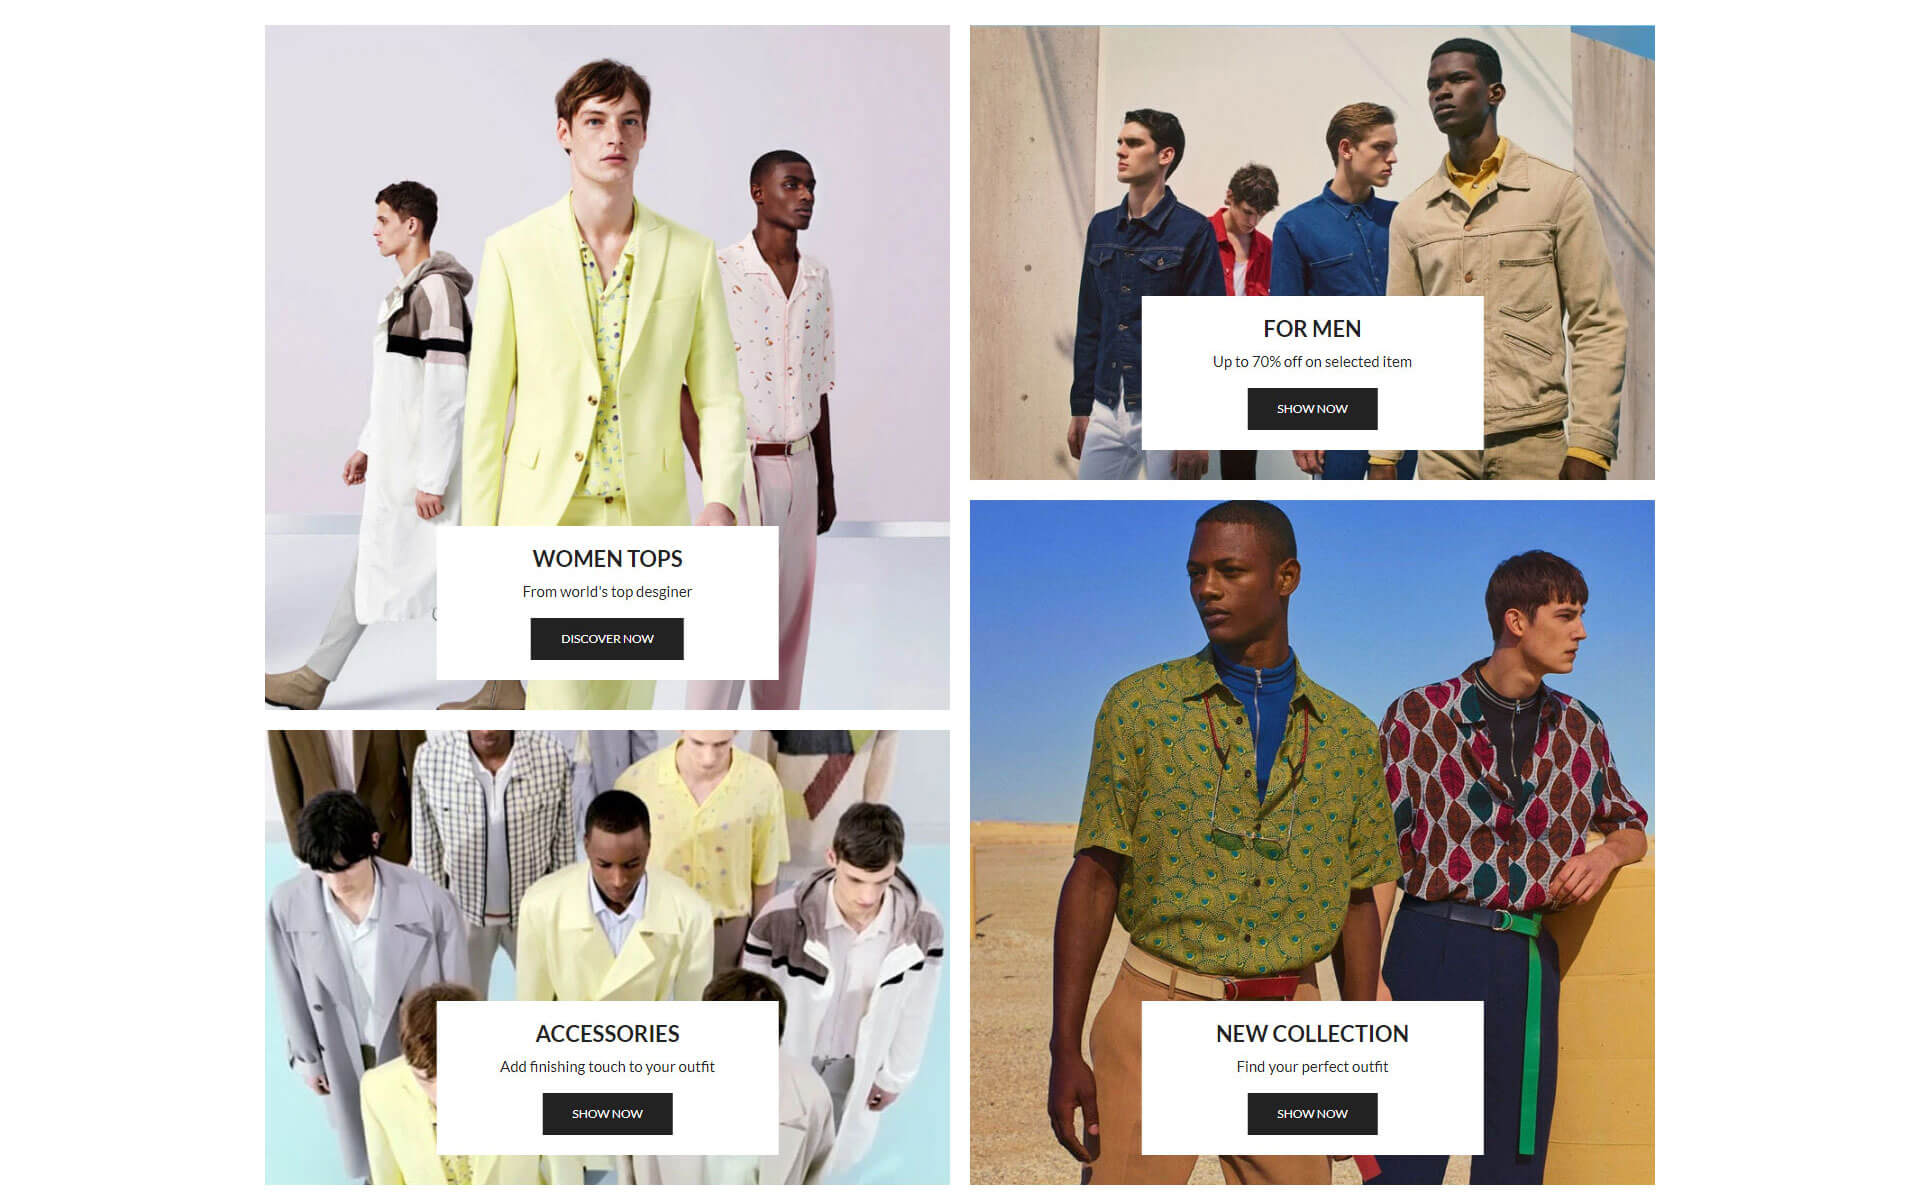 WOMEN TOPS
From world's top desginer
DISCOVER NOW
FOR MEN
Up to 70% off on selected item
SHOW NOW
ACCESSORIES
Add finishing touch to your outfit
SHOW NOW
NEW COLLECTION
Find your perfect outfit
SHOW NOW